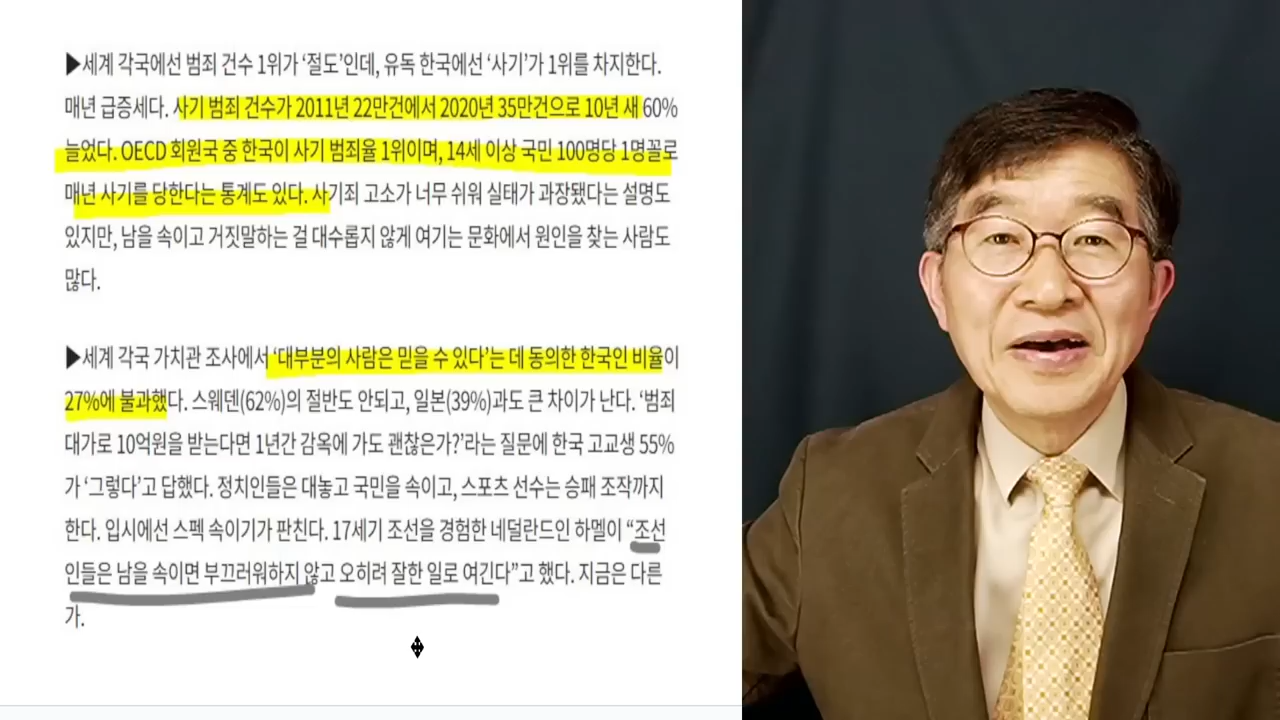 ▶세계 각국에선 범죄 건수 1위가 ‘절도’인데, 유독 한국에선 ‘사기’가 1위를 차지한다.
매년 급증세다. 사기 범죄 건수가 2011년 22만건에서 2020년 35만건으로 10년 새 60%
늘었다. OECD 회원국 중 한국이 사기 범죄율 1위이며, 14세 이상 국민 100명당 1명꼴로
매년 사기를 당한다는 통계도 있다. 사기죄 고소가 너무 쉬워 실태가 과장됐다는 설명도
있지만, 남을 속이고 거짓말하는 걸 대수롭지 않게 여기는 문화에서 원인을 찾는 사람도
많다.
▶세계 각국 가치관 조사에서 ‘대부분의 사람은 믿을 수 있다’는 데 동의한 한국인 비율이
27%에 불과했다. 스웨덴(62%)의 절반도 안되고, 일본(39%)과도 큰 차이가 난다. ‘범죄
대가로 10억원을 받는다면 1년간 감옥에 가도 괜찮은가?’라는 질문에 한국 고교생 55%
가 ‘그렇다’고 답했다. 정치인들은 대놓고 국민을 속이고, 스포츠 선수는 승패 조작까지
한다. 입시에선 스펙 속이기가 판친다. 17세기 조선을 경험한 네덜란드인 하멜이 “조선
인들은 남을 속이면 부끄러워하지 않고 오히려 잘한 일로 여긴다”고 했다. 지금은 다른
가.